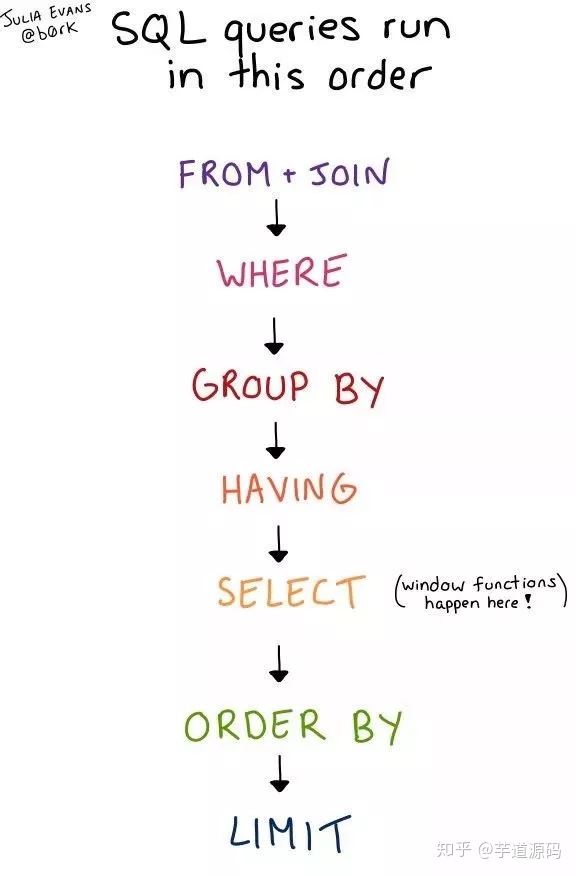 JULIA EVANS
@b0rk
SQL queries run
in this order
FROM + JOIN
WHERE
GROUP BY
HAVING
SELECT
(window functions
happen here!)
ORDER BY
LIMIT
知乎 @芋道源码